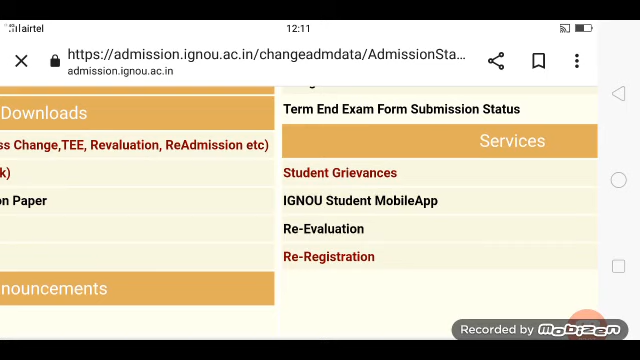 airtel
12:11
https://admission.ignou.ac.in/changeadmdata/AdmissionSta...
admission.ignou.ac.in
Downloads
ss Change,TEE, Revaluation, ReAdmission etc)
k)
on Paper
nouncements
Term End Exam Form Submission Status
Services
Student Grievances
IGNOU Student MobileApp
Re-Evaluation
Re-Registration
Recorded by Mobizen